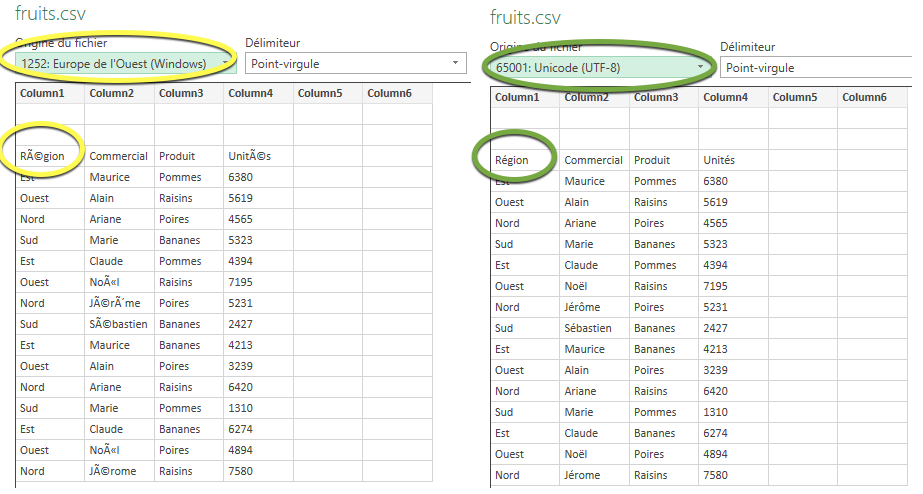 fruits.csv
Origine du fichier Délimiteur
1252: Europe de l'Ouest (Windows) Point-virgule
Column1 Column2 Column3 Column4 Column5 Column6
RÃ©gion Commercial Produit UnitÃ©s
Est Maurice Pommes 6380
Ouest Alain Raisins 5619
Nord Ariane Poires 4565
Sud Marie Bananes 5323
Est Claude Pommes 4394
Ouest NoÃ«l Raisins 7195
Nord JÃ©rÃ´me Poires 5231
Sud SÃ©bastien Bananes 2427
Est Maurice Bananes 4213
Ouest Alain Poires 3239
Nord Ariane Raisins 6420
Sud Marie Pommes 1310
Est Claude Bananes 6274
Ouest NoÃ«l Poires 4894
Nord JÃ©rome Raisins 7580
fruits.csv
Origine du fichier Délimiteur
65001: Unicode (UTF-8) Point-virgule
Column1 Column2 Column3 Column4 Column5 Column6
Région Commercial Produit Unités
Est Maurice Pommes 6380
Ouest Alain Raisins 5619
Nord Ariane Poires 4565
Sud Marie Bananes 5323
Est Claude Pommes 4394
Ouest Noël Raisins 7195
Nord Jérôme Poires 5231
Sud Sébastien Bananes 2427
Est Maurice Bananes 4213
Ouest Alain Poires 3239
Nord Ariane Raisins 6420
Sud Marie Pommes 1310
Est Claude Bananes 6274
Ouest Noël Poires 4894
Nord Jérome Raisins 7580